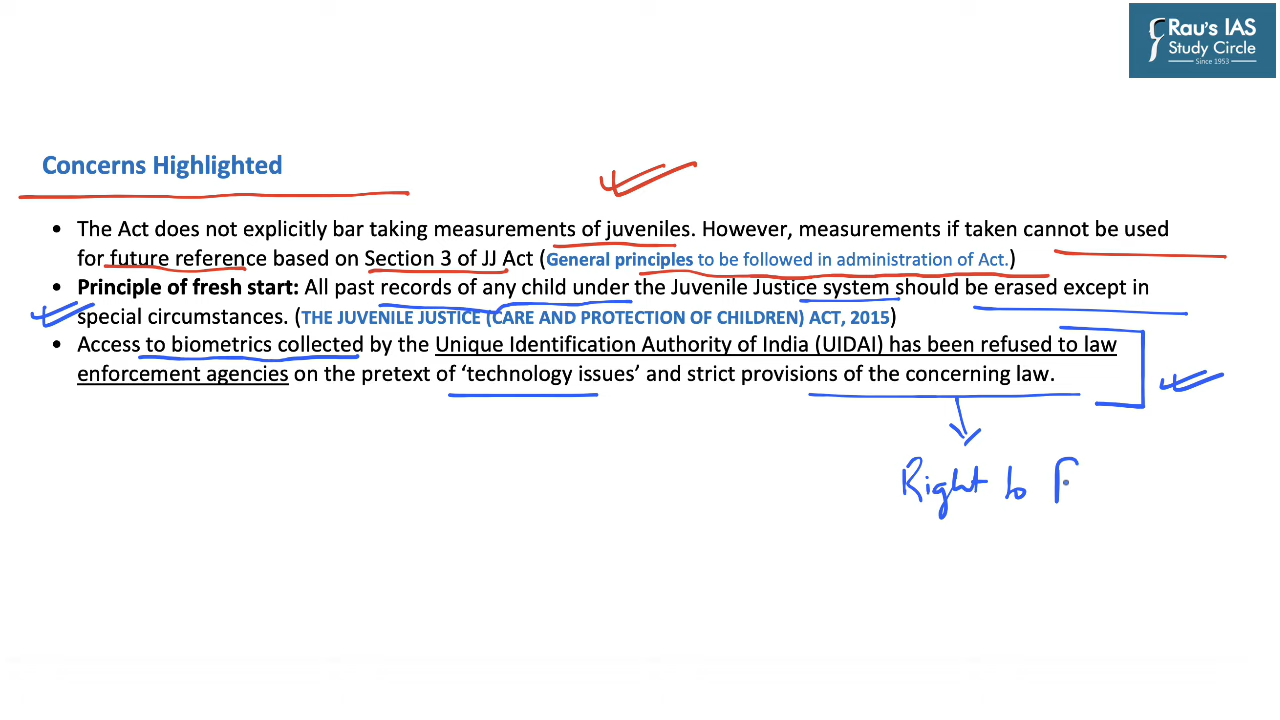 Rau's IAS
Study Circle
Since 1953
Concerns Highlighted
• The Act does not explicitly bar taking measurements of juveniles. However, measurements if taken cannot be used
for future reference based on Section 3 of JJ Act (General principles to be followed in administration of Act.)
• Principle of fresh start: All past records of any child under the Juvenile Justice system should be erased except in
special circumstances. (THE JUVENILE JUSTICE (CARE AND PROTECTION OF CHILDREN) ACT, 2015)
• Access to biometrics collected by the Unique Identification Authority of India (UIDAI) has been refused to law
enforcement agencies on the pretext of ‘technology issues’ and strict provisions of the concerning law.
Right to